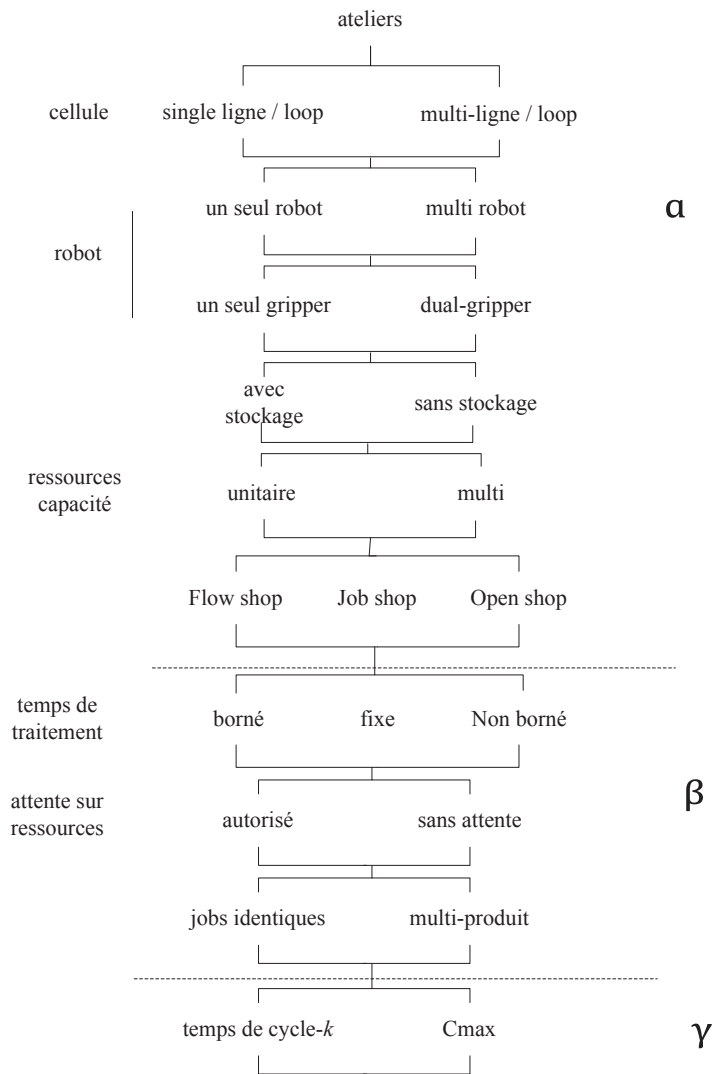 ateliers
cellule single ligne / loop multi-ligne / loop
un seul robot multi robot α
robot
un seul gripper dual-gripper
avec
stockage sans stockage
ressources
capacité unitaire multi
Flow shop Job shop Open shop
temps de
traitement borné fixe Non borné
β
attente sur
ressources autorisé sans attente
jobs identiques multi-produit
temps de cycle-k Cmax γ